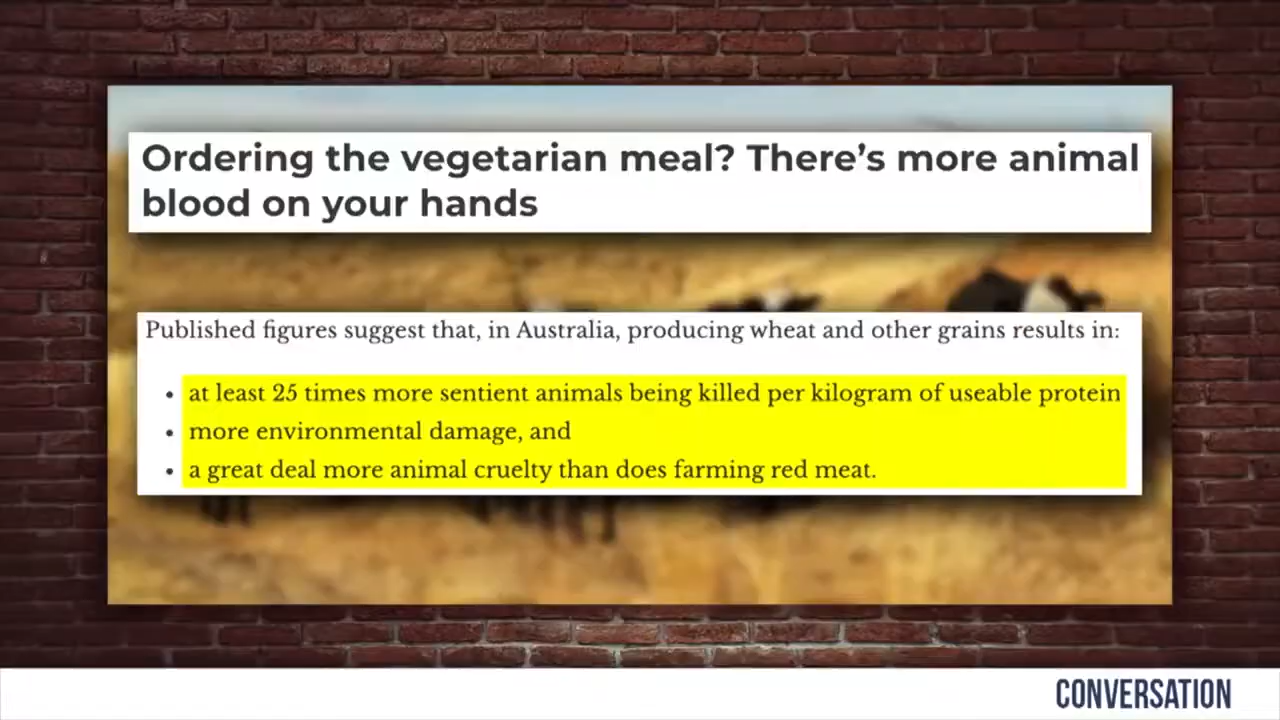 Ordering the vegetarian meal? There's more animal
blood on your hands
Published figures suggest that, in Australia, producing wheat and other grains results in:
• at least 25 times more sentient animals being killed per kilogram of useable protein
• more environmental damage, and
• a great deal more animal cruelty than does farming red meat.
CONVERSATION